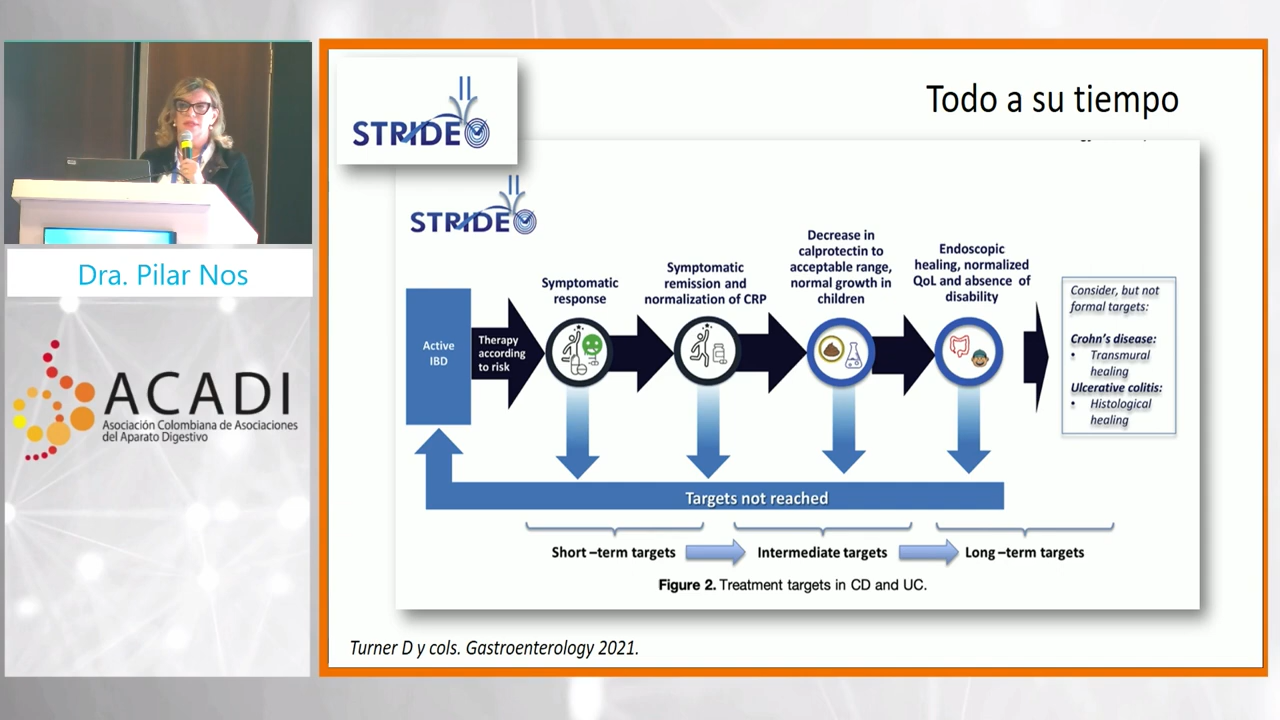 Todo a su tiempo
II
STRIDE
II
STRIDE
Dra. Pilar Nos
ACADI
Asociación Colombiana de Asociaciones
del Aparato Digestivo
Active
IBD
Therapy
according
to risk
Symptomatic
response
Symptomatic
remission and
normalization of CRP
Decrease in
calprotectin to
acceptable range,
normal growth in
children
Endoscopic
healing, normalized
QoL and absence of
disability
Consider, but not
formal targets:
Crohn's disease:
• Transmural
healing
Ulcerative colitis:
• Histological
healing
Targets not reached
Short –term targets
Intermediate targets
Long –term targets
Figure 2. Treatment targets in CD and UC.
Turner D y cols. Gastroenterology 2021.